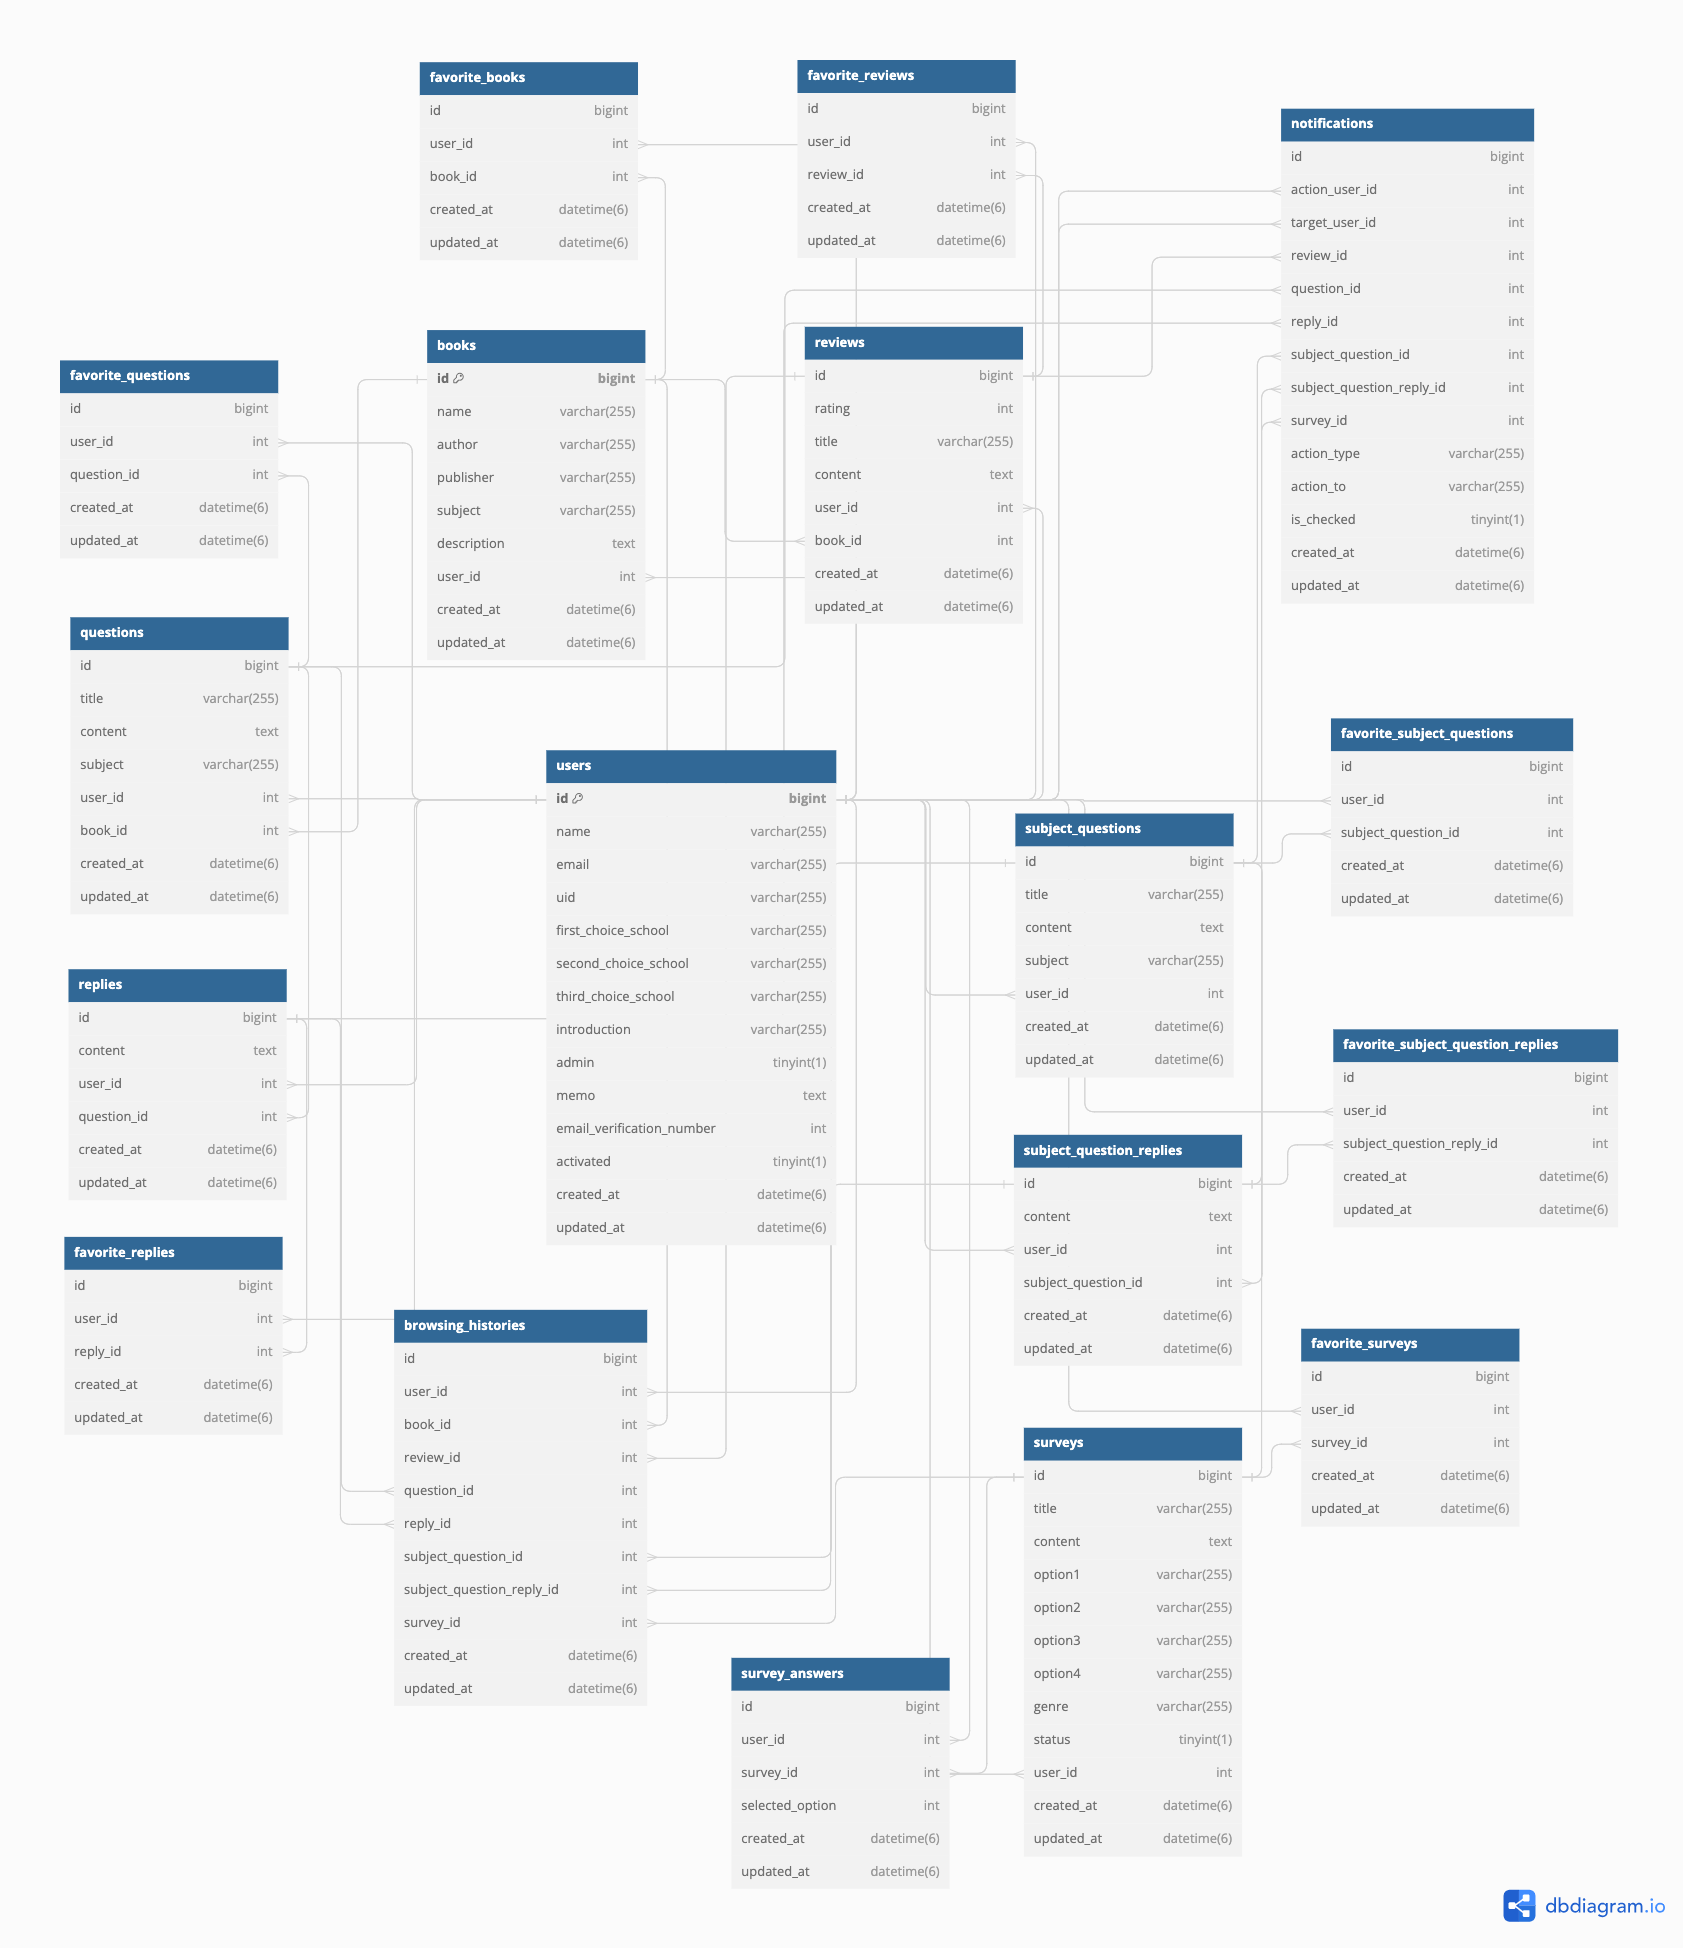 favorite_books
id bigint
user_id int
book_id int
created_at datetime(6)
updated_at datetime(6)
favorite_reviews
id bigint
user_id int
review_id int
created_at datetime(6)
updated_at datetime(6)
notifications
id bigint
action_user_id int
target_user_id int
review_id int
question_id int
reply_id int
subject_question_id int
subject_question_reply_id int
survey_id int
action_type varchar(255)
action_to varchar(255)
is_checked tinyint(1)
created_at datetime(6)
updated_at datetime(6)
favorite_questions
id bigint
user_id int
question_id int
created_at datetime(6)
updated_at datetime(6)
books
id bigint
name varchar(255)
author varchar(255)
publisher varchar(255)
subject varchar(255)
description text
user_id int
created_at datetime(6)
updated_at datetime(6)
reviews
id bigint
rating int
title varchar(255)
content text
user_id int
book_id int
created_at datetime(6)
updated_at datetime(6)
questions
id bigint
title varchar(255)
content text
subject varchar(255)
user_id int
book_id int
created_at datetime(6)
updated_at datetime(6)
users
id bigint
name varchar(255)
email varchar(255)
uid varchar(255)
first_choice_school varchar(255)
second_choice_school varchar(255)
third_choice_school varchar(255)
introduction varchar(255)
admin tinyint(1)
memo text
email_verification_number int
activated tinyint(1)
created_at datetime(6)
updated_at datetime(6)
subject_questions
id bigint
title varchar(255)
content text
subject varchar(255)
user_id int
created_at datetime(6)
updated_at datetime(6)
favorite_subject_questions
id bigint
user_id int
subject_question_id int
created_at datetime(6)
updated_at datetime(6)
replies
id bigint
content text
user_id int
question_id int
created_at datetime(6)
updated_at datetime(6)
favorite_subject_question_replies
id bigint
user_id int
subject_question_reply_id int
created_at datetime(6)
updated_at datetime(6)
subject_question_replies
id bigint
content text
user_id int
subject_question_id int
created_at datetime(6)
updated_at datetime(6)
favorite_replies
id bigint
user_id int
reply_id int
created_at datetime(6)
updated_at datetime(6)
browsing_histories
id bigint
user_id int
book_id int
review_id int
question_id int
reply_id int
subject_question_id int
subject_question_reply_id int
survey_id int
created_at datetime(6)
updated_at datetime(6)
favorite_surveys
id bigint
user_id int
survey_id int
created_at datetime(6)
updated_at datetime(6)
surveys
id bigint
title varchar(255)
content text
option1 varchar(255)
option2 varchar(255)
option3 varchar(255)
option4 varchar(255)
genre varchar(255)
status tinyint(1)
user_id int
created_at datetime(6)
updated_at datetime(6)
survey_answers
id bigint
user_id int
survey_id int
selected_option int
created_at datetime(6)
updated_at datetime(6)
dbdiagram.io